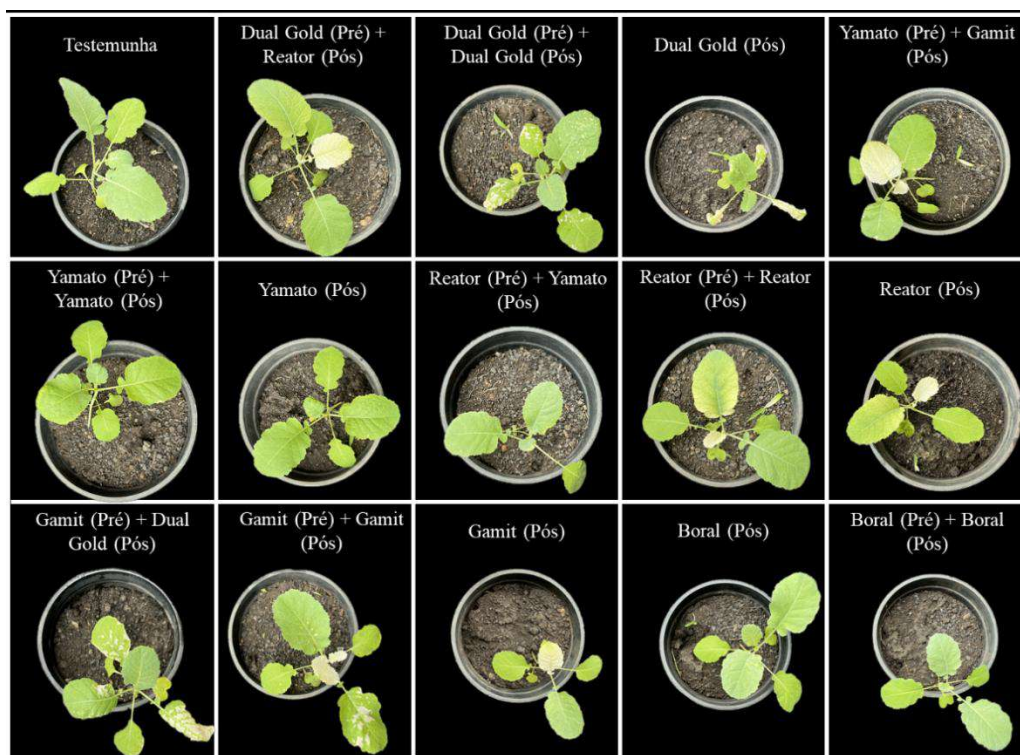 Testemunha
Dual Gold (Pré) +
Reator (Pós)
Dual Gold (Pré) +
Dual Gold (Pós)
Dual Gold (Pós)
Yamato (Pré) + Gamit
(Pós)
Yamato (Pré) +
Yamato (Pós)
Yamato (Pós)
Reator (Pré) + Yamato
(Pós)
Reator (Pré) + Reator
(Pós)
Reator (Pós)
Gamit (Pré) + Dual
Gold (Pós)
Gamit (Pré) + Gamit
(Pós)
Gamit (Pós)
Boral (Pós)
Boral (Pré) + Boral
(Pós)